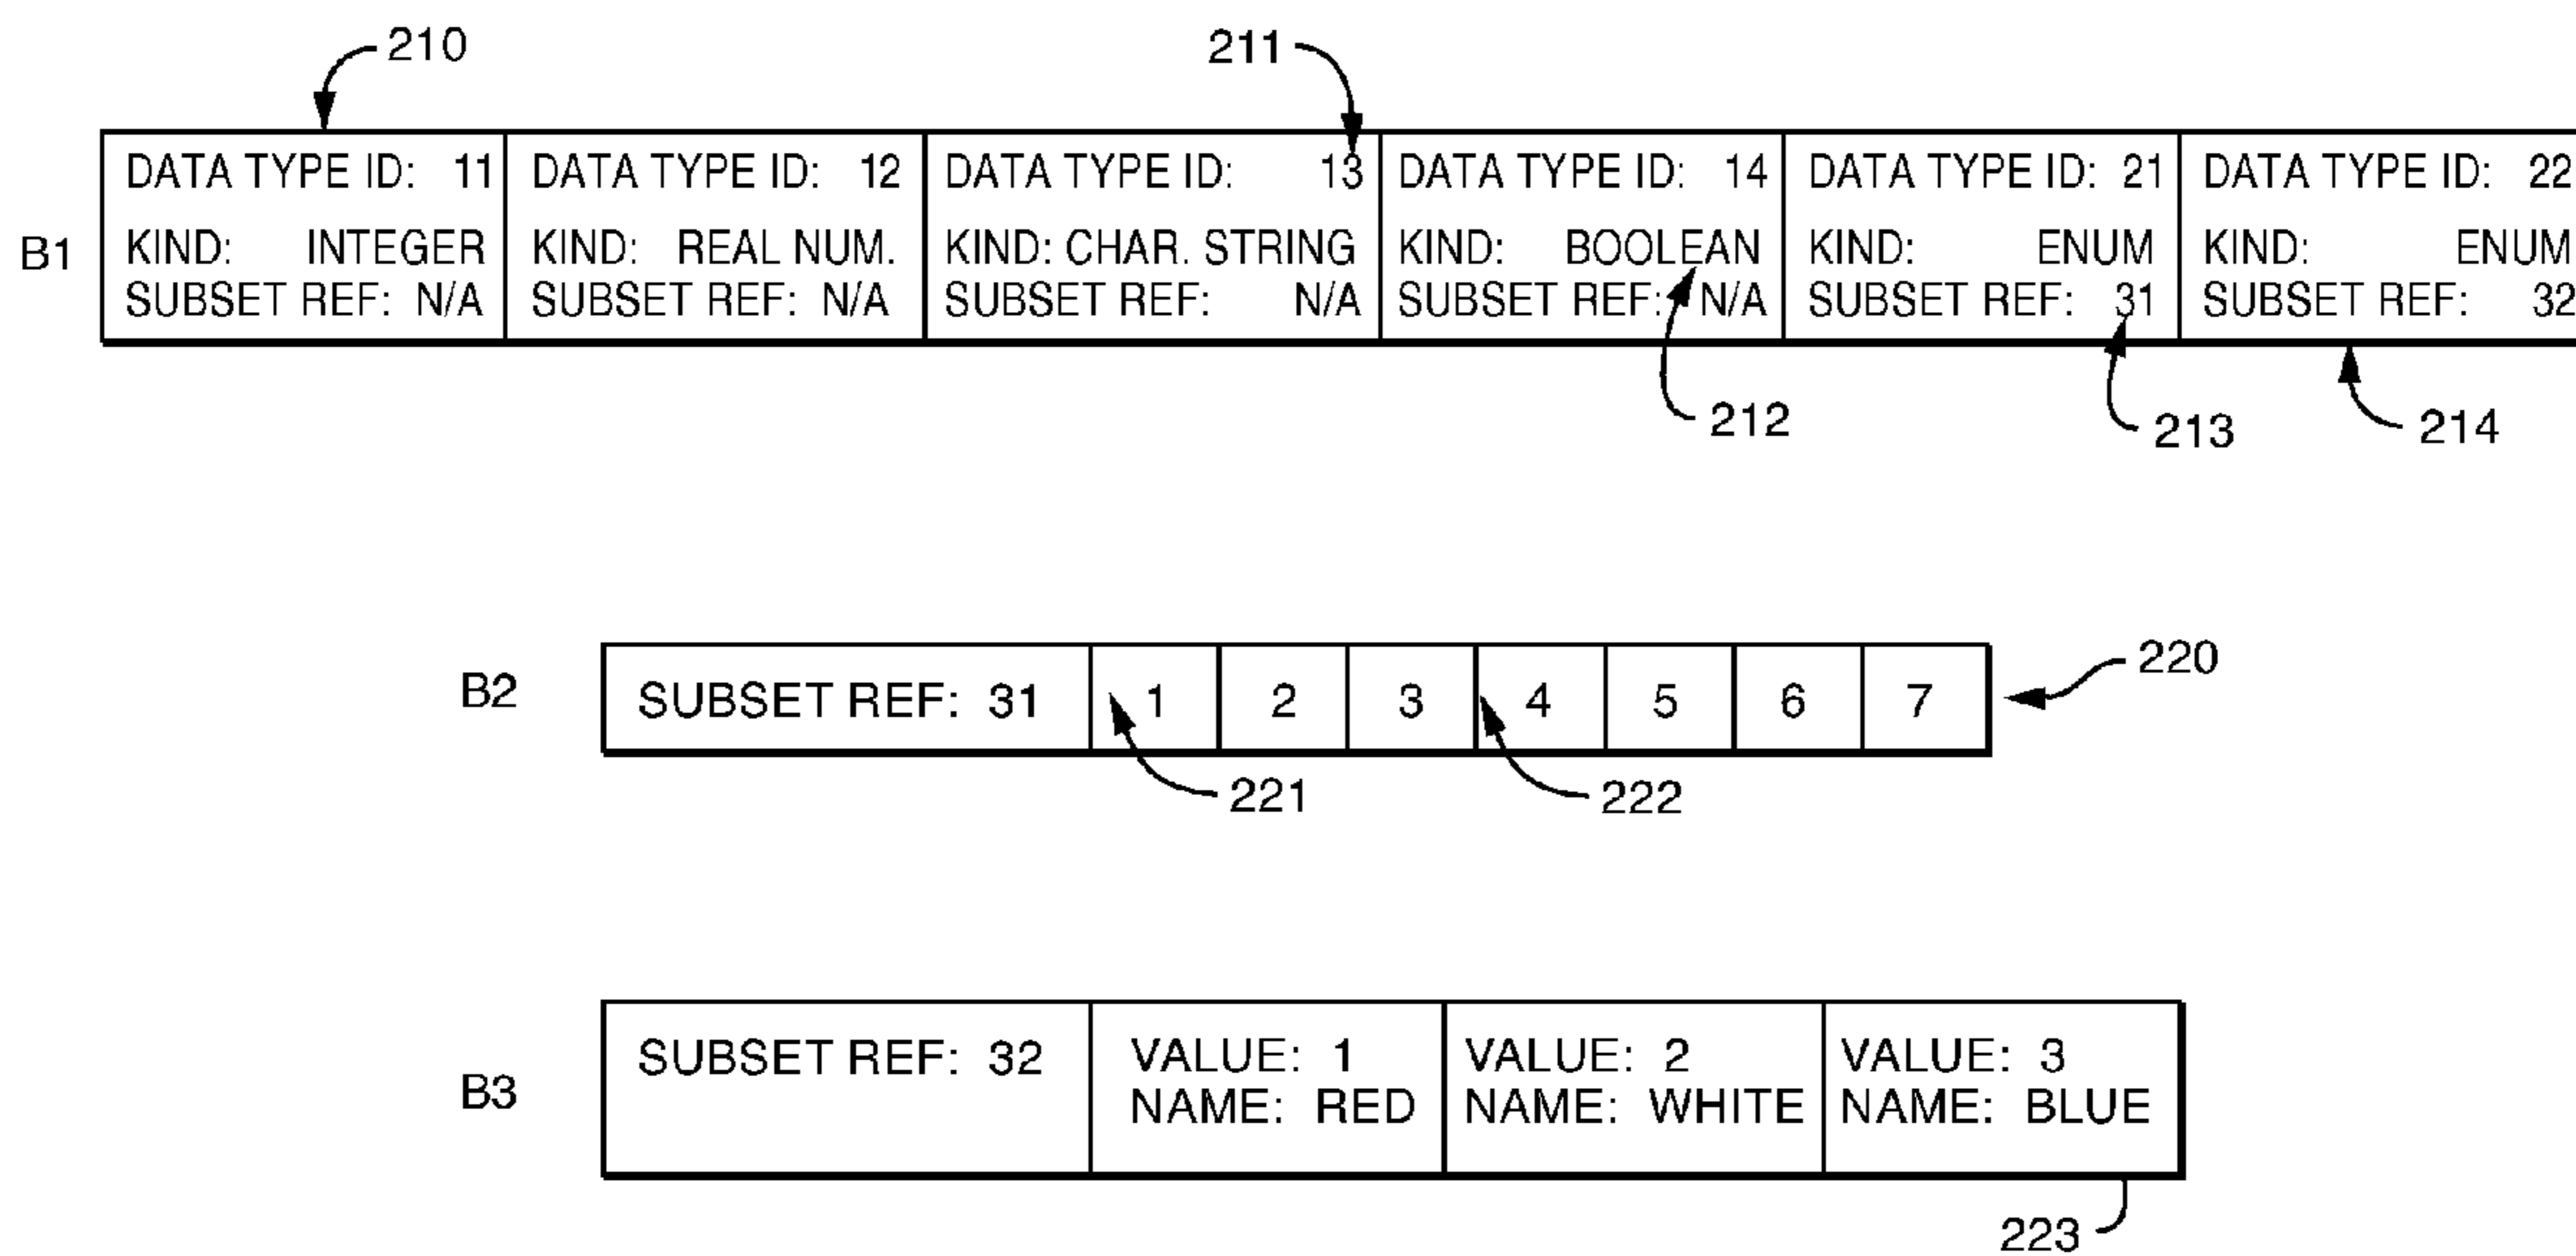 210
211
B1
DATA TYPE ID: 11
KIND: INTEGER
SUBSET REF: N/A
DATA TYPE ID: 12
KIND: REAL NUM.
SUBSET REF: N/A
DATA TYPE ID: 13
KIND: CHAR. STRING
SUBSET REF: N/A
DATA TYPE ID: 14
KIND: BOOLEAN
SUBSET REF: N/A
DATA TYPE ID: 21
KIND: ENUM
SUBSET REF: 31
DATA TYPE ID: 22
KIND: ENUM
SUBSET REF: 32
212
213
214
B2
SUBSET REF: 31
1
2
3
4
5
6
7
220
221
222
B3
SUBSET REF: 32
VALUE: 1
NAME: RED
VALUE: 2
NAME: WHITE
VALUE: 3
NAME: BLUE
223